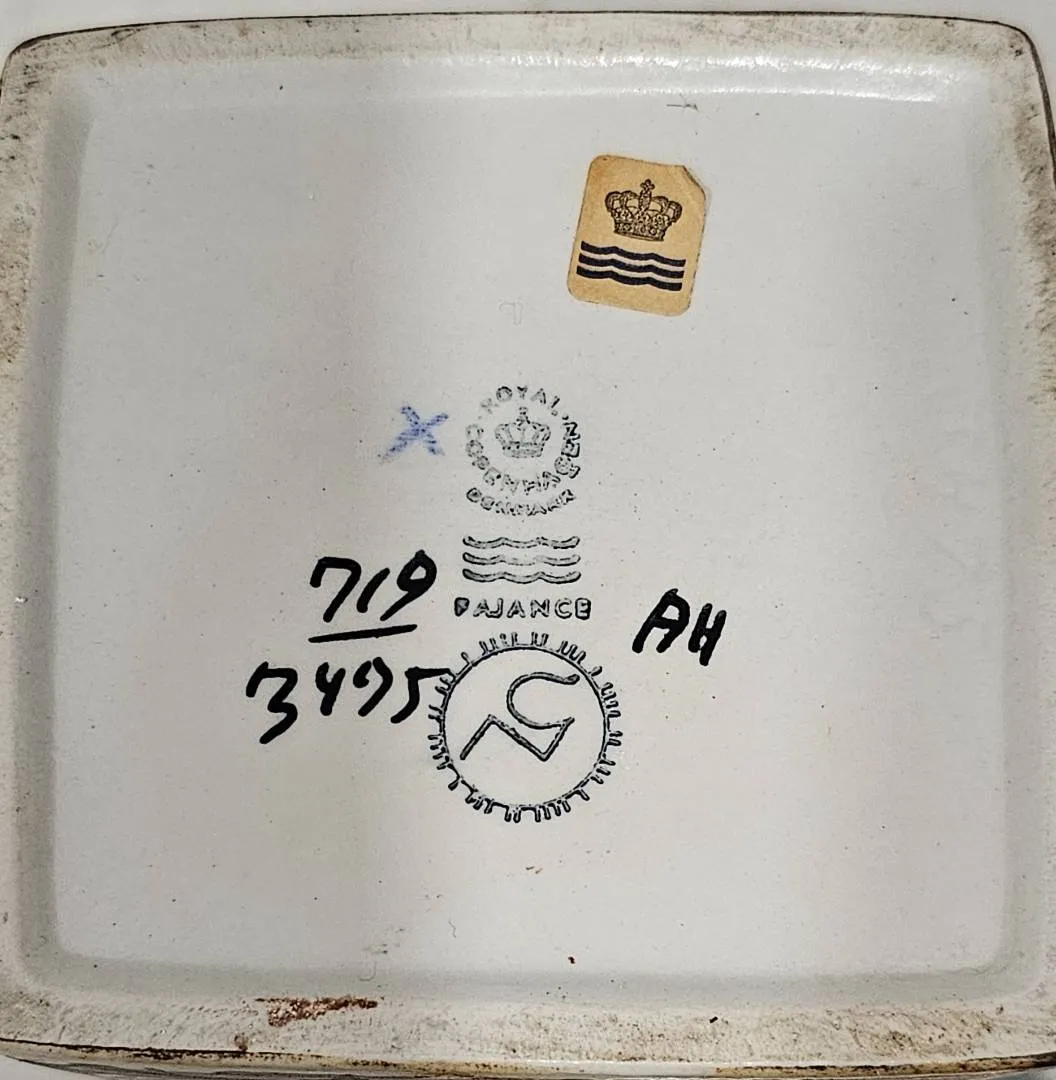 ROYAL
COPENHAGEN
DENMARK
FAJANCE
719
3495
AH